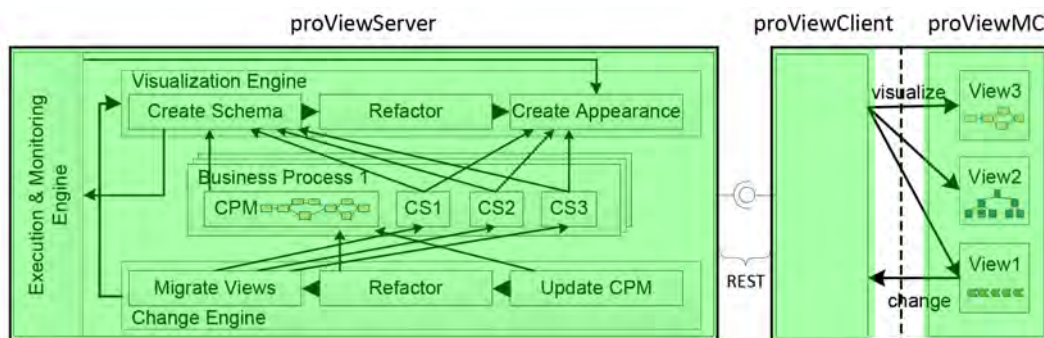 proViewServer
proViewClient
proViewMC
Execution & Monitoring
Engine
Visualization Engine
Create Schema
Refactor
Create Appearance
Business Process 1
CPM
CS1
CS2
CS3
Migrate Views
Refactor
Update CPM
Change Engine
REST
visualize
change
View3
View2
View1